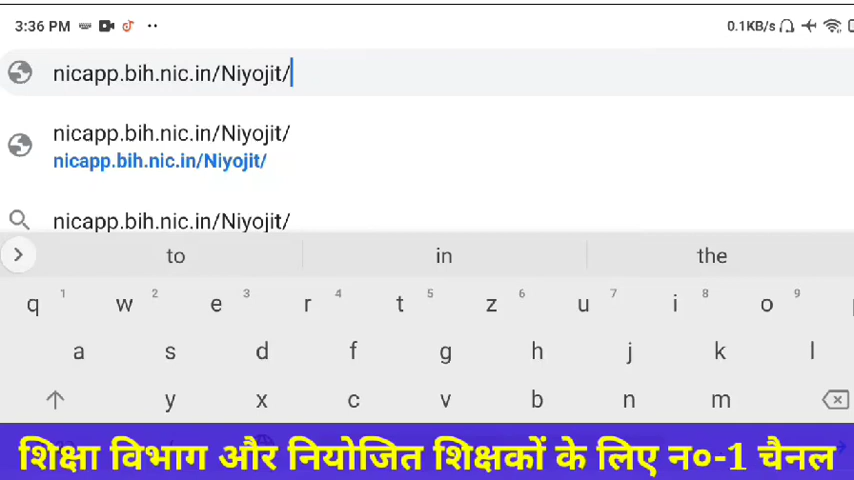 3:36 PM 0.1KB/s
nicapp.bih.nic.in/Niyojit/
nicapp.bih.nic.in/Niyojit/
nicapp.bih.nic.in/Niyojit/
nicapp.bih.nic.in/Niyojit/
to in the
q 1 w 2 e 3 r 4 t 5 z 6 u 7 i 8 o 9
a s d f g h j k l
y x c v b n m
शिक्षा विभाग और नियोजित शिक्षकों के लिए न०-1 चैनल